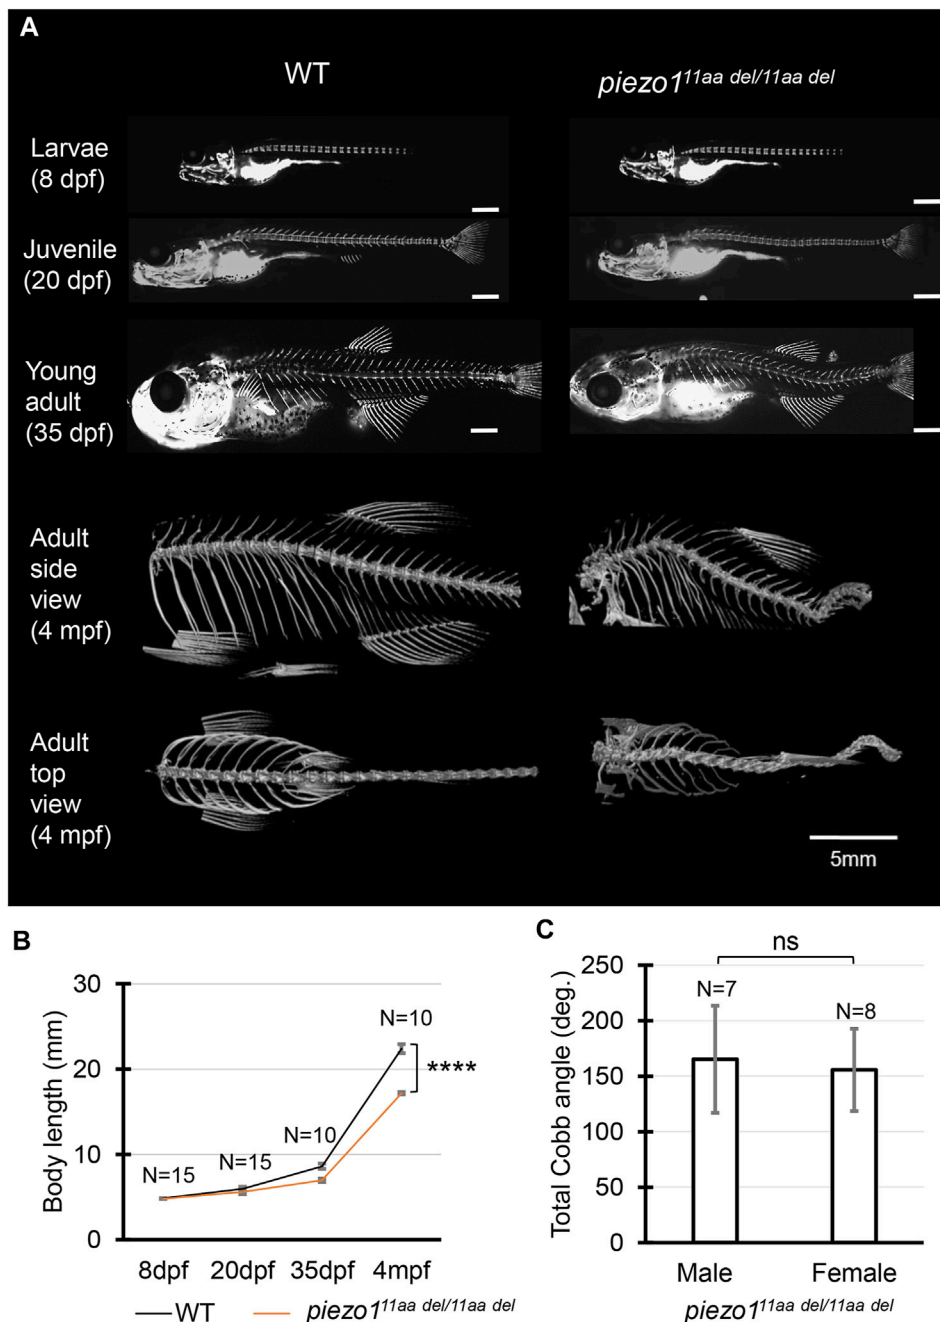 A
WT
piezo1 11aa del/11aa del
Larvae
(8 dpf)
Juvenile
(20 dpf)
Young
adult
(35 dpf)
Adult
side
view
(4 mpf)
Adult
top
view
(4 mpf)
5mm
B
Body length (mm)
30
20
10
0
N=15
N=15
N=10
N=10
****
8dpf 20dpf 35dpf 4mpf
WT piezo1 11aa del/11aa del
C
ns
Total Cobb angle (deg.)
250
200
150
100
50
0
N=7
N=8
Male Female
piezo1 11aa del/11aa del